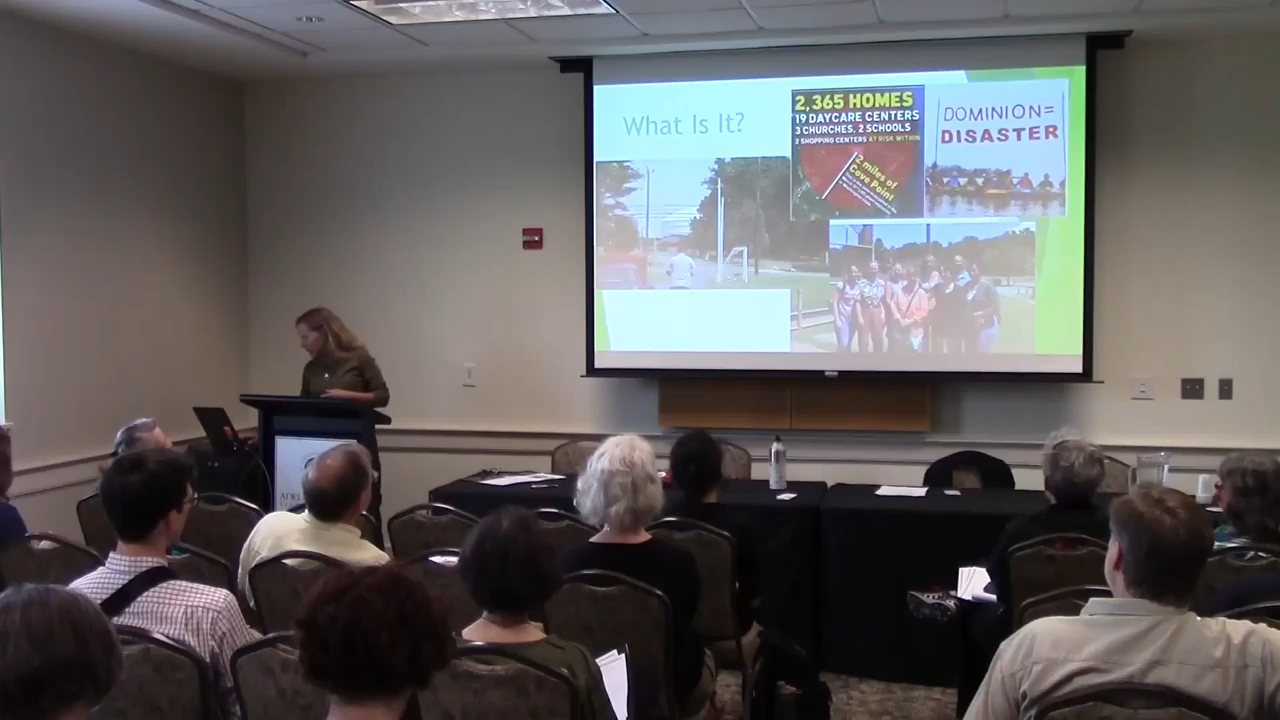 What Is It?
2,365 HOMES
19 DAYCARE CENTERS
3 CHURCHES, 2 SCHOOLS
2 SHOPPING CENTERS AT RISK WITHIN
2 miles of
Cove Point
DOMINION=
DISASTER